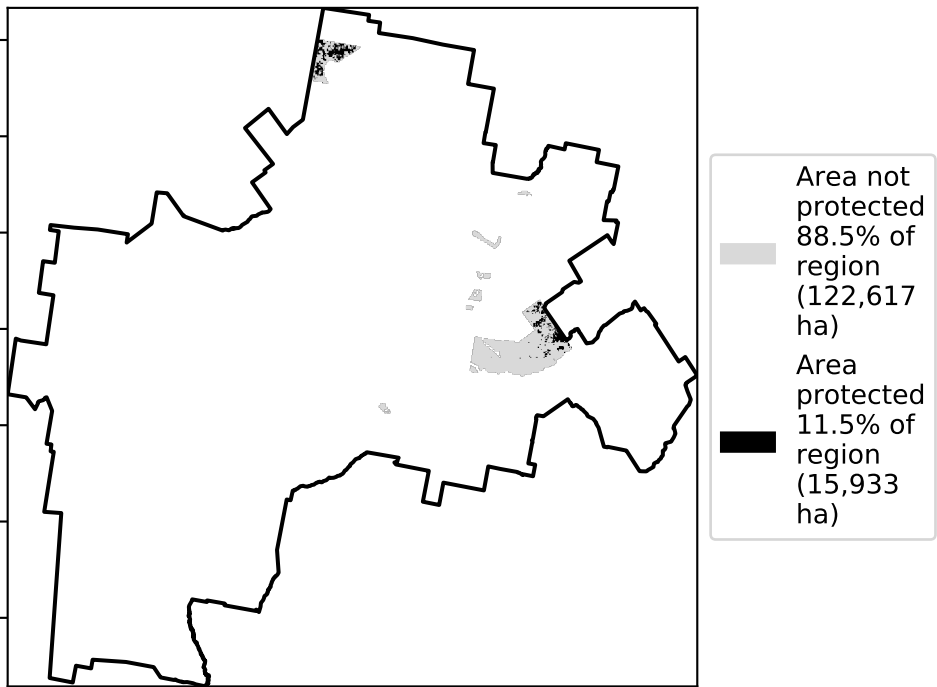 Area not
protected
88.5% of
region
(122,617
ha)
Area
protected
11.5% of
region
(15,933
ha)